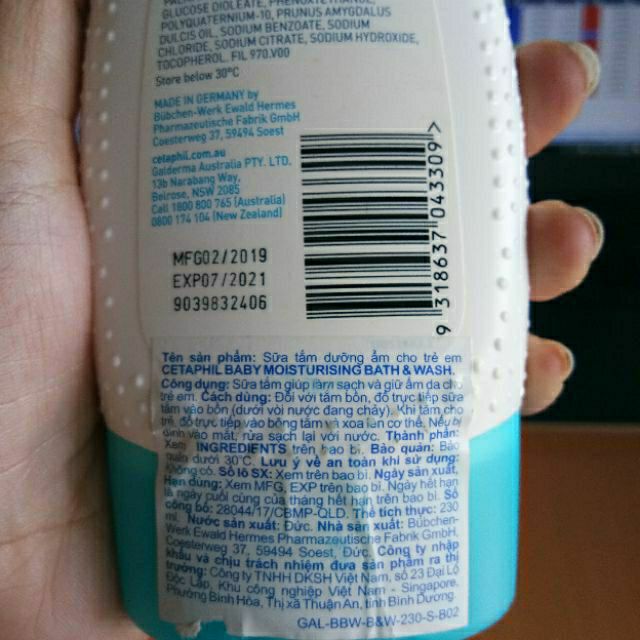 GLUCOSE DIOLEATE, PHENOXYETHANOL,
POLYQUATERNIUM-10, PRUNUS AMYGDALUS
DULCIS OIL, SODIUM BENZOATE, SODIUM
CHLORIDE, SODIUM CITRATE, SODIUM HYDROXIDE,
TOCOPHEROL. FIL 970.V00
Store below 30°C
MADE IN GERMANY by
Bübchen-Werk Ewald Hermes
Pharmazeutische Fabrik GmbH
Coesterweg 37, 59494 Soest
cetaphil.com.au
Galderma Australia PTY. LTD.
13b Narabang Way,
Belrose, NSW 2085
Call 1800 800 765 (Australia)
0800 174 104 (New Zealand)
MFG02/2019
EXP07/2021
9039832406
9 318637 043309>
Tên sản phẩm: Sữa tắm dưỡng ẩm cho trẻ em
CETAPHIL BABY MOISTURISING BATH & WASH.
Công dụng: Sữa tắm giúp làm sạch và giữ ẩm da cho
trẻ em. Cách dùng: Đối với tắm bồn, đổ trực tiếp sữa
tắm vào bồn (dưới vòi nước đang chảy). Khi tắm cho
trẻ, đổ trực tiếp vào bông tắm và xoa lên cơ thể. Nếu bị
dính vào mắt, rửa sạch lại với nước. Thành phần:
Xem INGREDIENTS trên bao bì. Bảo quản: Bảo
quản dưới 30°C. Lưu ý về an toàn khi sử dụng:
Không có. Số lô SX: Xem trên bao bì. Ngày sản xuất,
Hạn dùng: Xem MFG, EXP trên bao bì. Ngày hết hạn
là ngày cuối cùng của tháng hết hạn trên bao bì. Số
công bố: 28044/17/CBMP-QLD. Thể tích thực: 230
ml. Nước sản xuất: Đức. Nhà sản xuất: Bübchen-
Werk Ewald Hermes Pharmazeutische Fabrik GmbH,
Coesterweg 37, 59494 Soest, Đức. Công ty nhập
khẩu và chịu trách nhiệm đưa sản phẩm ra thị
trường: Công ty TNHH DKSH Việt Nam, số 23 Đại Lộ
Độc Lập, Khu công nghiệp Việt Nam - Singapore,
Phường Bình Hòa, Thị xã Thuận An, tỉnh Bình Dương
GAL-BBW-B&W-230-S-B02